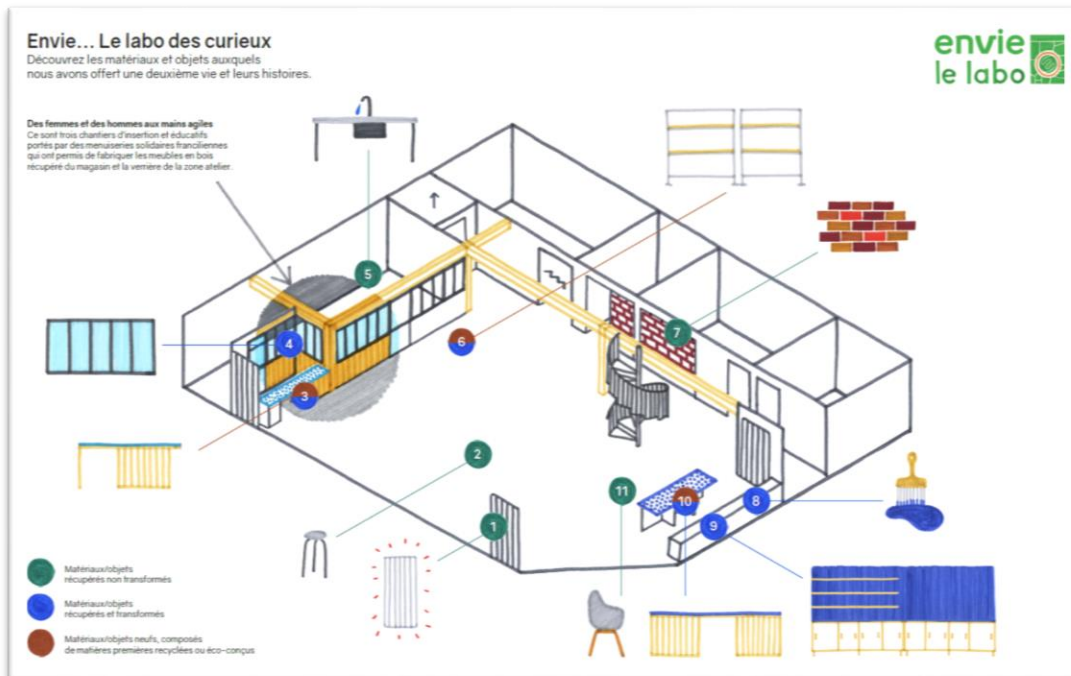 Envie... Le labo des curieux
Découvrez les matériaux et objets auxquels
nous avons offert une deuxième vie et leurs histoires.
envie
le labo
Des femmes et des hommes aux mains agiles
Ce sont trois chantiers d'insertion et éducatifs
portés par des menuiseries solidaires franciliennes
qui ont permis de fabriquer les meubles en bois
récupéré du magasin et la verrière de la zone atelier.
5
7
4
6
3
2
11
10
8
1
9
Matériaux/objets
récupérés non transformés
Matériaux/objets
récupérés et transformés
Matériaux/objets neufs, composés
de matières premières recyclées ou éco-conçus